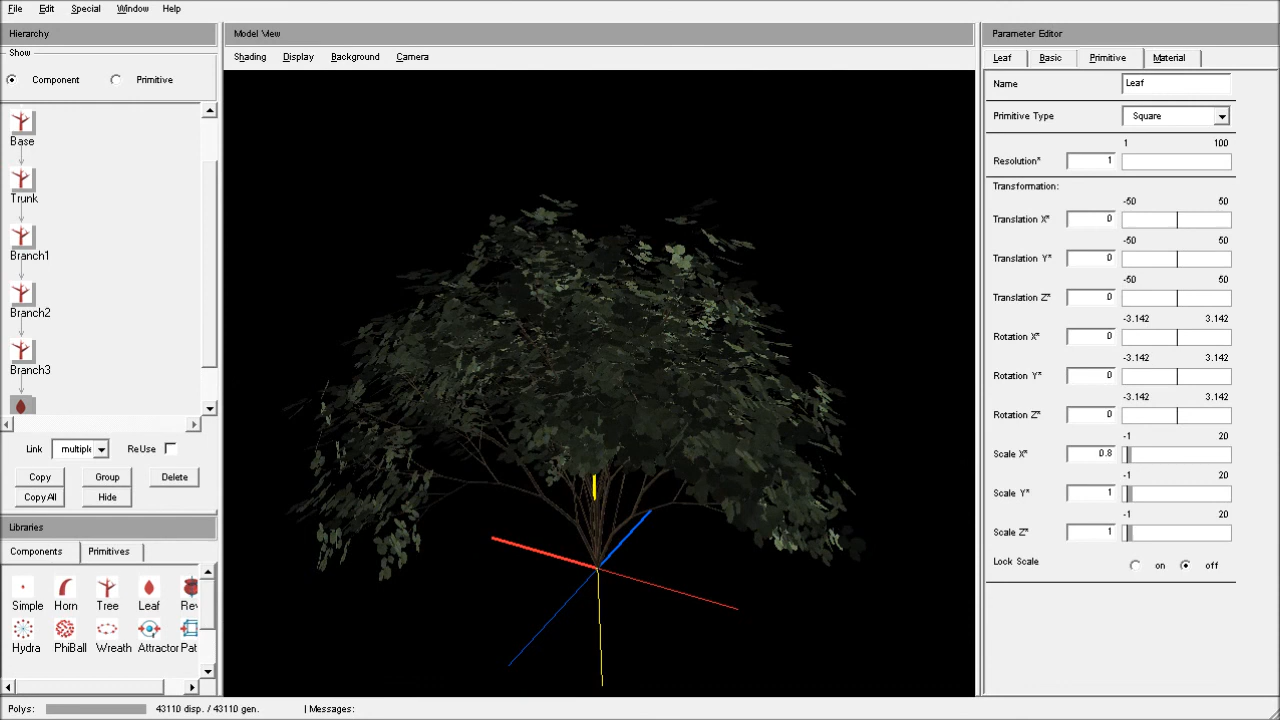 File Edit Special Window Help
Hierarchy
Show
Component Primitive
Base
Trunk
Branch1
Branch2
Branch3
Link multiple ReUse
Copy Group Delete
CopyAll Hide
Libraries
Components Primitives
Simple Horn Tree Leaf Rev
Hydra PhiBall Wreath Attractor Pat
Polys: 43110 disp. / 43110 gen. | Messages:
Model View
Shading Display Background Camera
Parameter Editor
Leaf Basic Primitive Material
Name Leaf
Primitive Type Square
1 100
Resolution* 1
Transformation:
-50 50
Translation X* 0
-50 50
Translation Y* 0
-50 50
Translation Z* 0
-3.142 3.142
Rotation X* 0
-3.142 3.142
Rotation Y* 0
-3.142 3.142
Rotation Z* 0
-1 20
Scale X* 0.8
-1 20
Scale Y* 1
-1 20
Scale Z* 1
Lock Scale on off